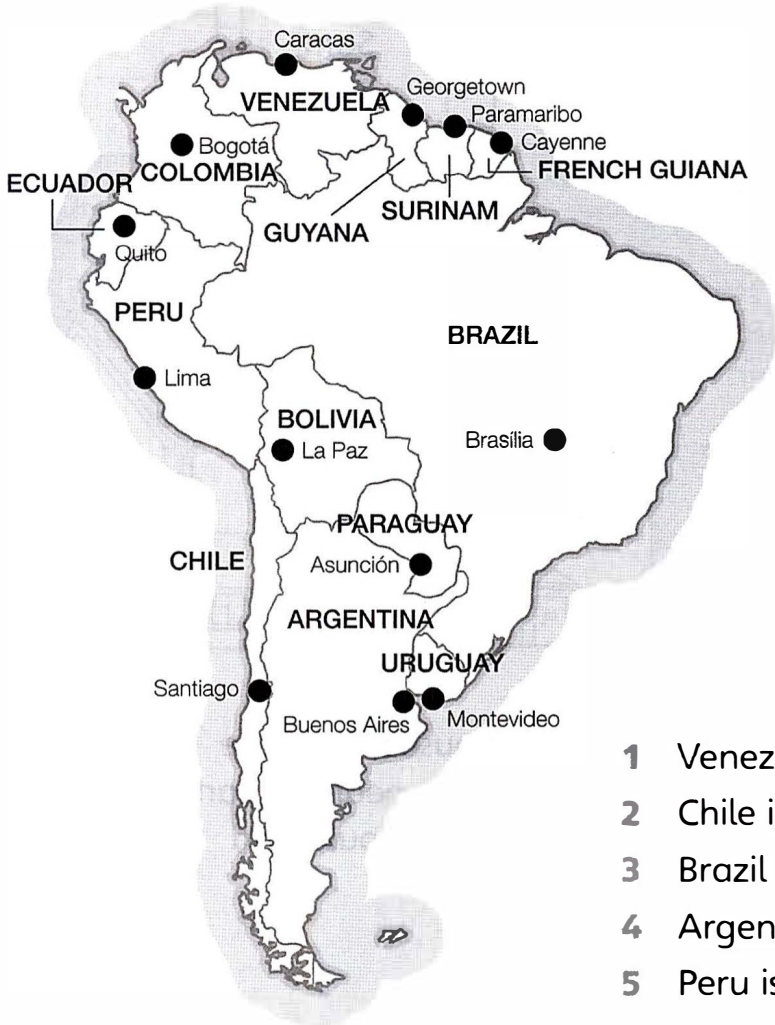 Caracas
VENEZUELA
Georgetown
Paramaribo
Cayenne
Bogotá
COLOMBIA
FRENCH GUIANA
ECUADOR
SURINAM
GUYANA
Quito
PERU
BRAZIL
Lima
BOLIVIA
La Paz
Brasília
PARAGUAY
CHILE
Asunción
ARGENTINA
URUGUAY
Santiago
Buenos Aires
Montevideo
1 Venez
2 Chile i
3 Brazil
4 Argen
5 Peru is